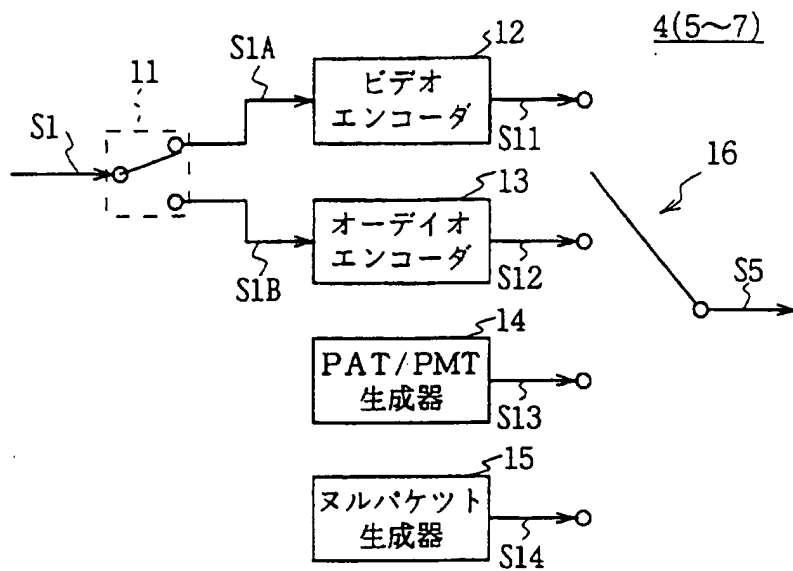 4(5〜7)
12
S1A
11
ビデオ
エンコーダ
S1
S11
16
13
オーデイオ
エンコーダ
S1B
S12
S5
14
PAT/PMT
生成器
S13
15
ヌルパケツト
生成器
S14